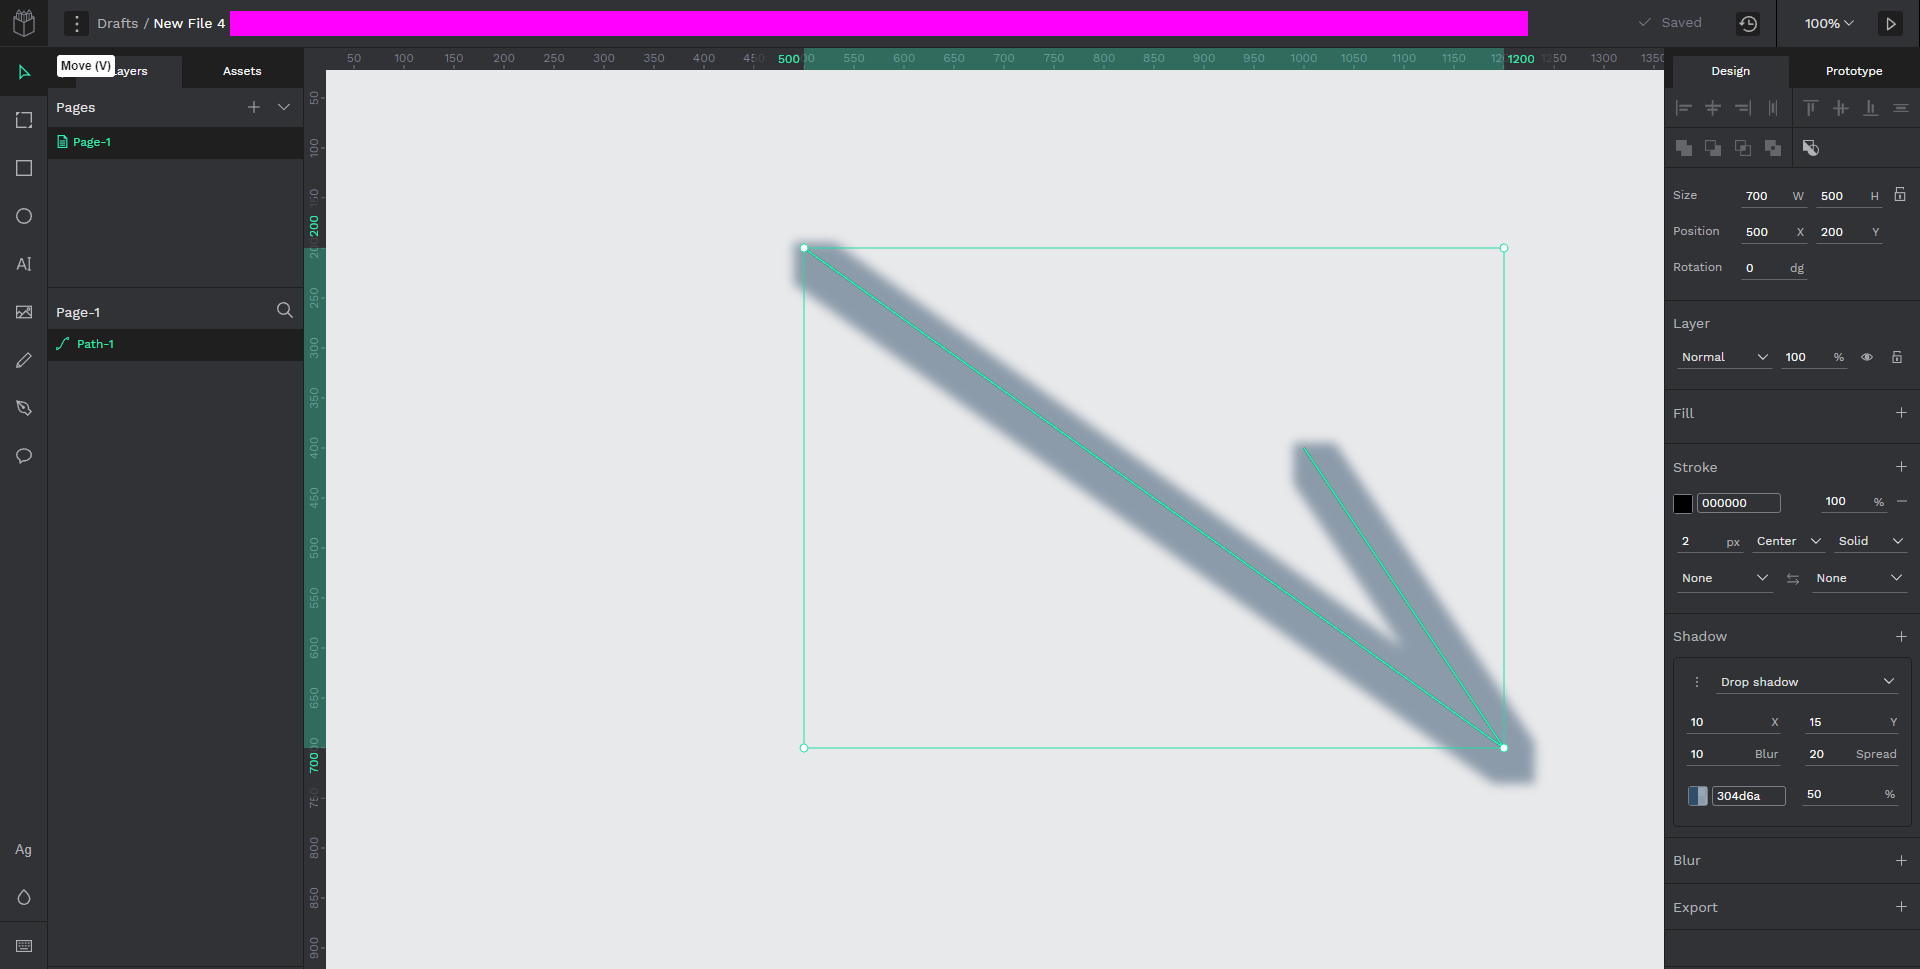 Drafts / New File 4
Saved
100%
Move (V)
Assets
Design
Prototype
Pages
Page-1
Page-1
Path-1
Ag
50 100 150 200 250 300 350 400 500 550 600 650 700 750 800 850 900 950 1000 1050 1100 1150 1200 1250 1300 1350
50 100 200 250 300 350 400 450 500 550 600 650 700 750 800 850 900
Size 700 W 500 H
Position 500 X 200 Y
Rotation 0 dg
Layer
Normal 100 %
Fill
Stroke
000000 100 %
2 px Center Solid
None None
Shadow
Drop shadow
10 X 15 Y
10 Blur 20 Spread
304d6a 50 %
Blur
Export